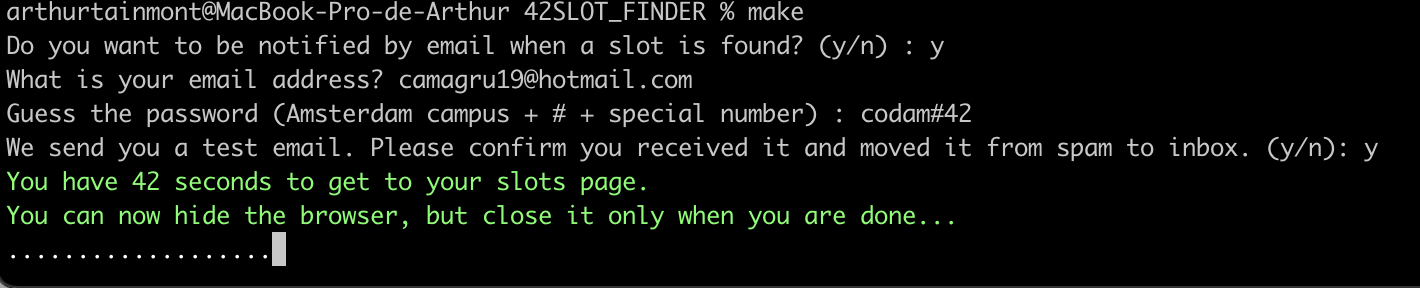 arthurtainmont@MacBook-Pro-de-Arthur 42SLOT_FINDER % make
Do you want to be notified by email when a slot is found? (y/n) : y
What is your email address? camagru19@hotmail.com
Guess the password (Amsterdam campus + # + special number) : codam#42
We send you a test email. Please confirm you received it and moved it from spam to inbox. (y/n): y
You have 42 seconds to get to your slots page.
You can now hide the browser, but close it only when you are done...
...................